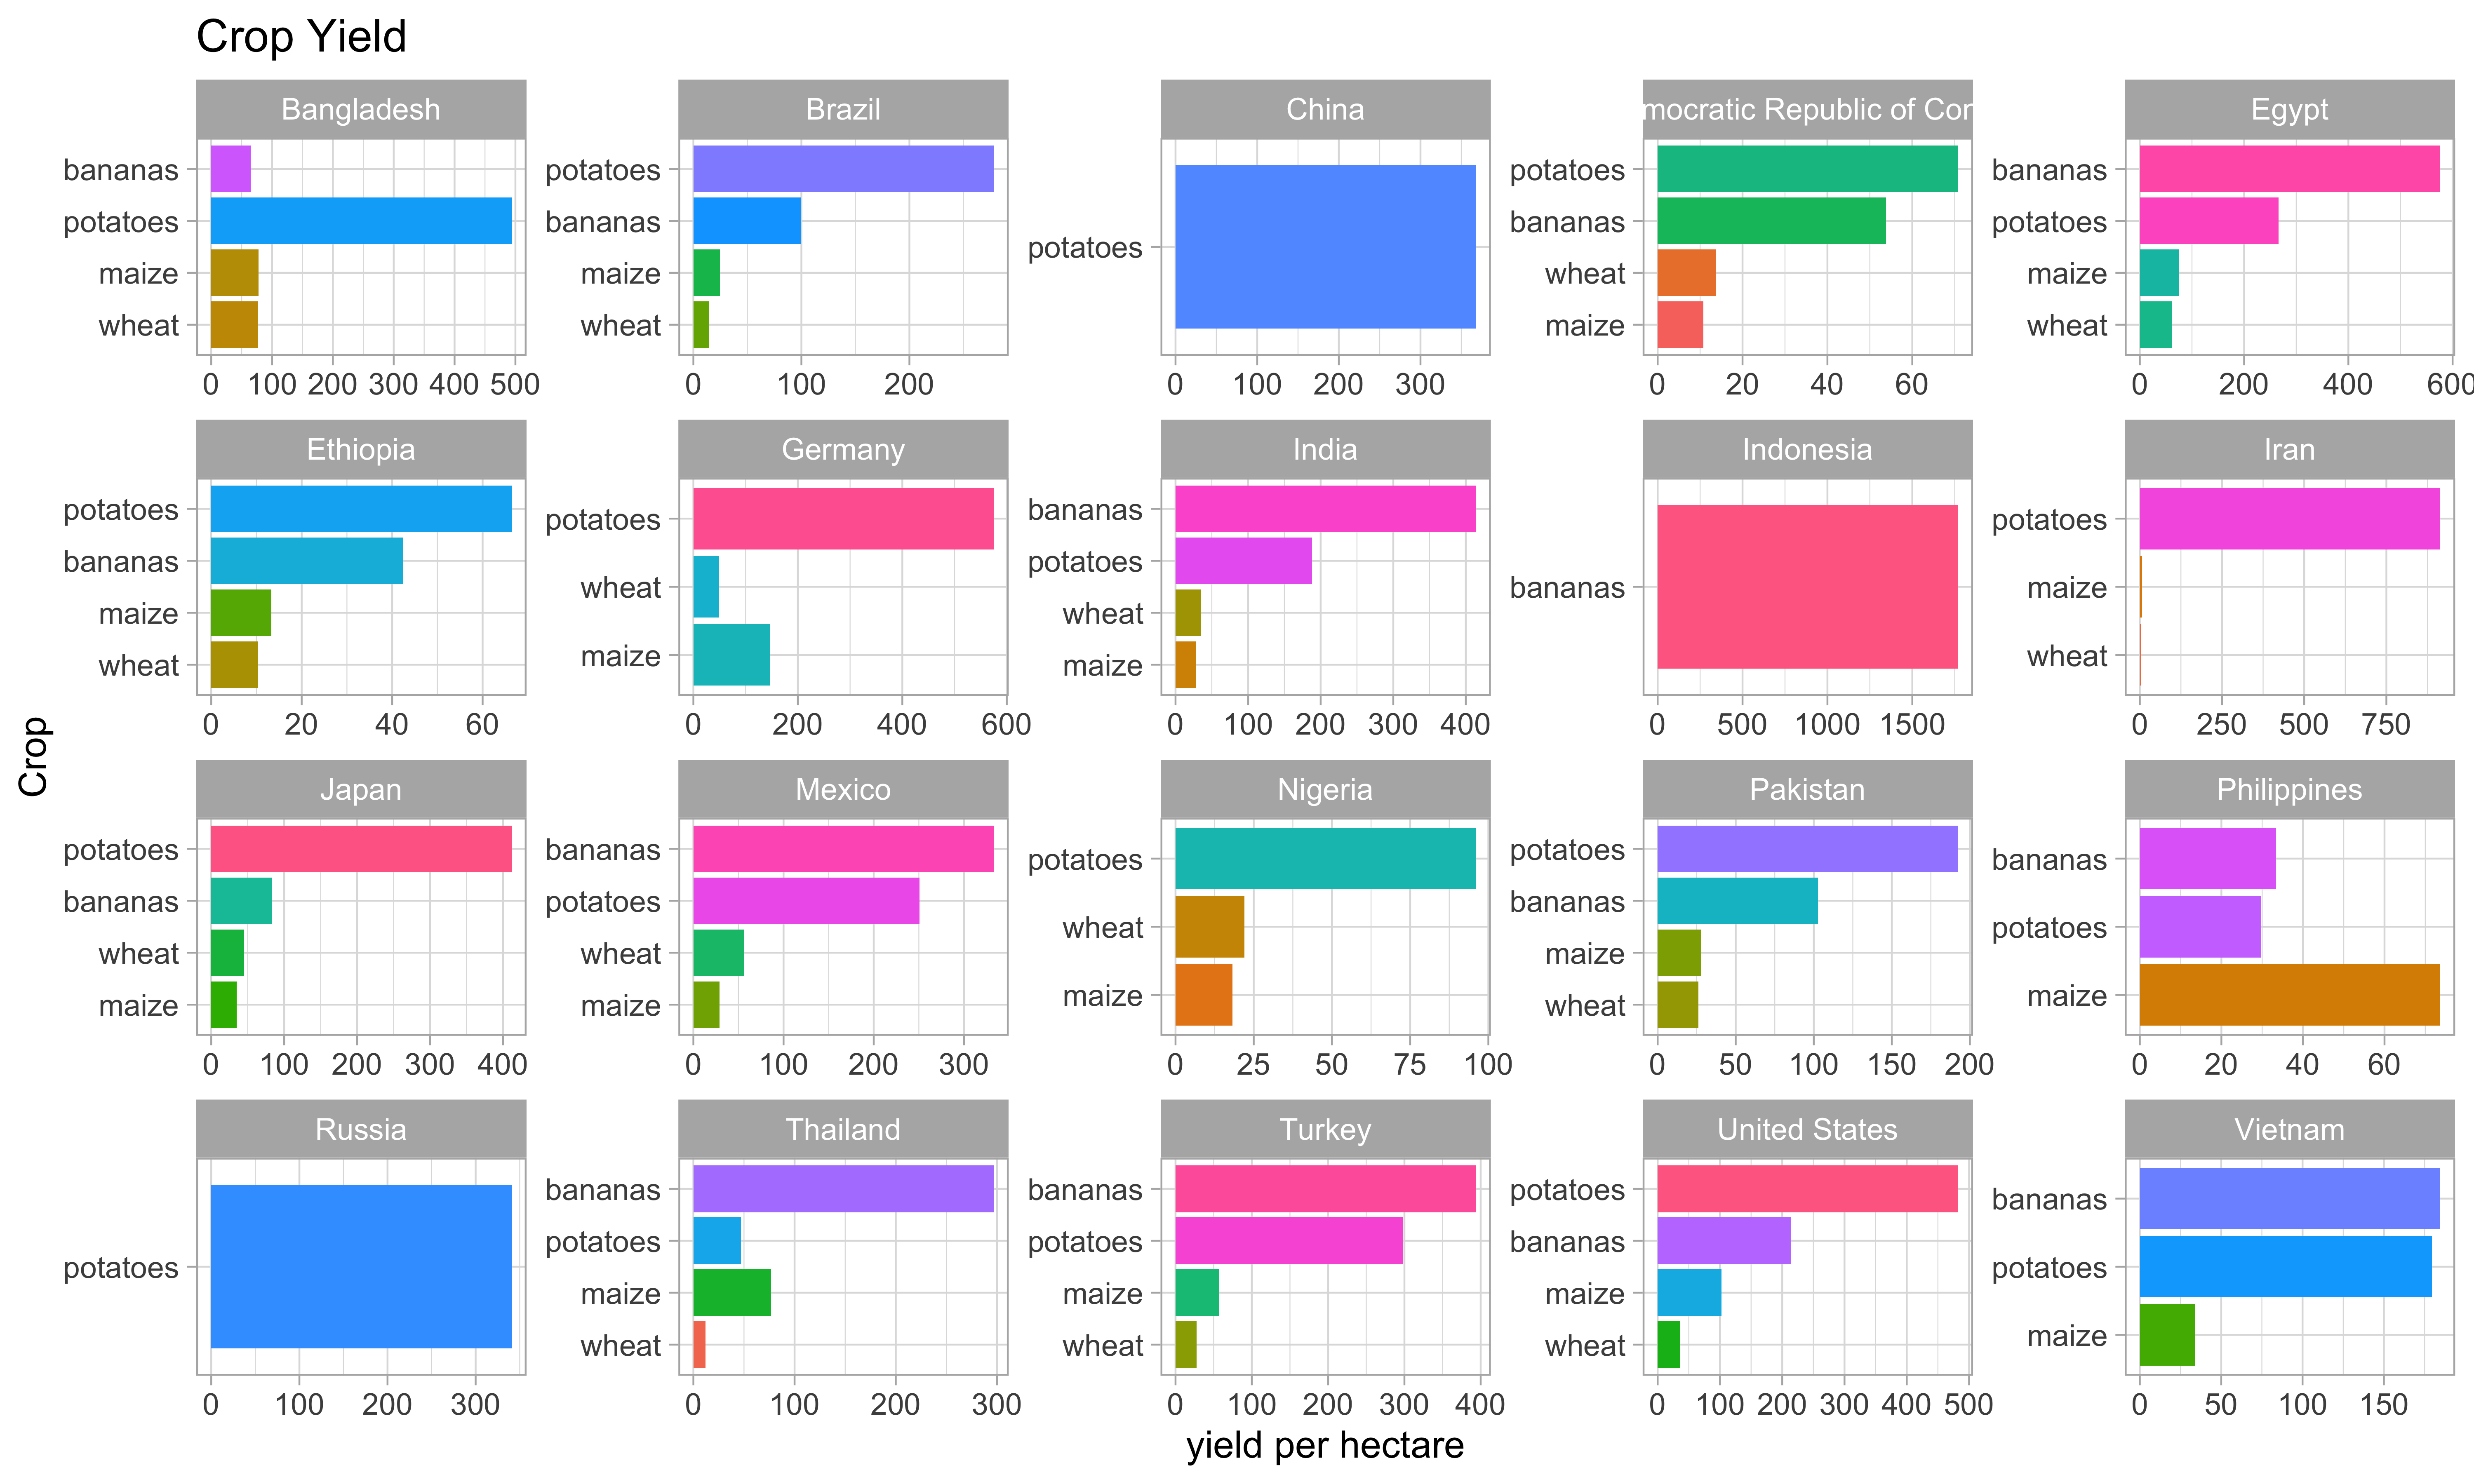 Crop Yield
Bangladesh
bananas
potatoes
maize
wheat
0 100 200 300 400 500
Brazil
potatoes
bananas
maize
wheat
0 100 200
China
potatoes
0 100 200 300
mocratic Republic of Con
potatoes
bananas
wheat
maize
0 20 40 60
Egypt
bananas
potatoes
maize
wheat
0 200 400 600
Ethiopia
potatoes
bananas
maize
wheat
0 20 40 60
Germany
potatoes
wheat
maize
0 200 400 600
India
bananas
potatoes
wheat
maize
0 100 200 300 400
Indonesia
bananas
0 500 1000 1500
Iran
potatoes
maize
wheat
0 250 500 750
Crop
Japan
potatoes
bananas
wheat
maize
0 100 200 300 400
Mexico
bananas
potatoes
wheat
maize
0 100 200 300
Nigeria
potatoes
wheat
maize
0 25 50 75 100
Pakistan
potatoes
bananas
maize
wheat
0 50 100 150 200
Philippines
bananas
potatoes
maize
0 20 40 60
Russia
potatoes
0 100 200 300
Thailand
bananas
potatoes
maize
wheat
0 100 200 300
Turkey
bananas
potatoes
maize
wheat
0 100 200 300 400
United States
potatoes
bananas
maize
wheat
0 100 200 300 400 500
Vietnam
bananas
potatoes
maize
0 50 100 150
yield per hectare